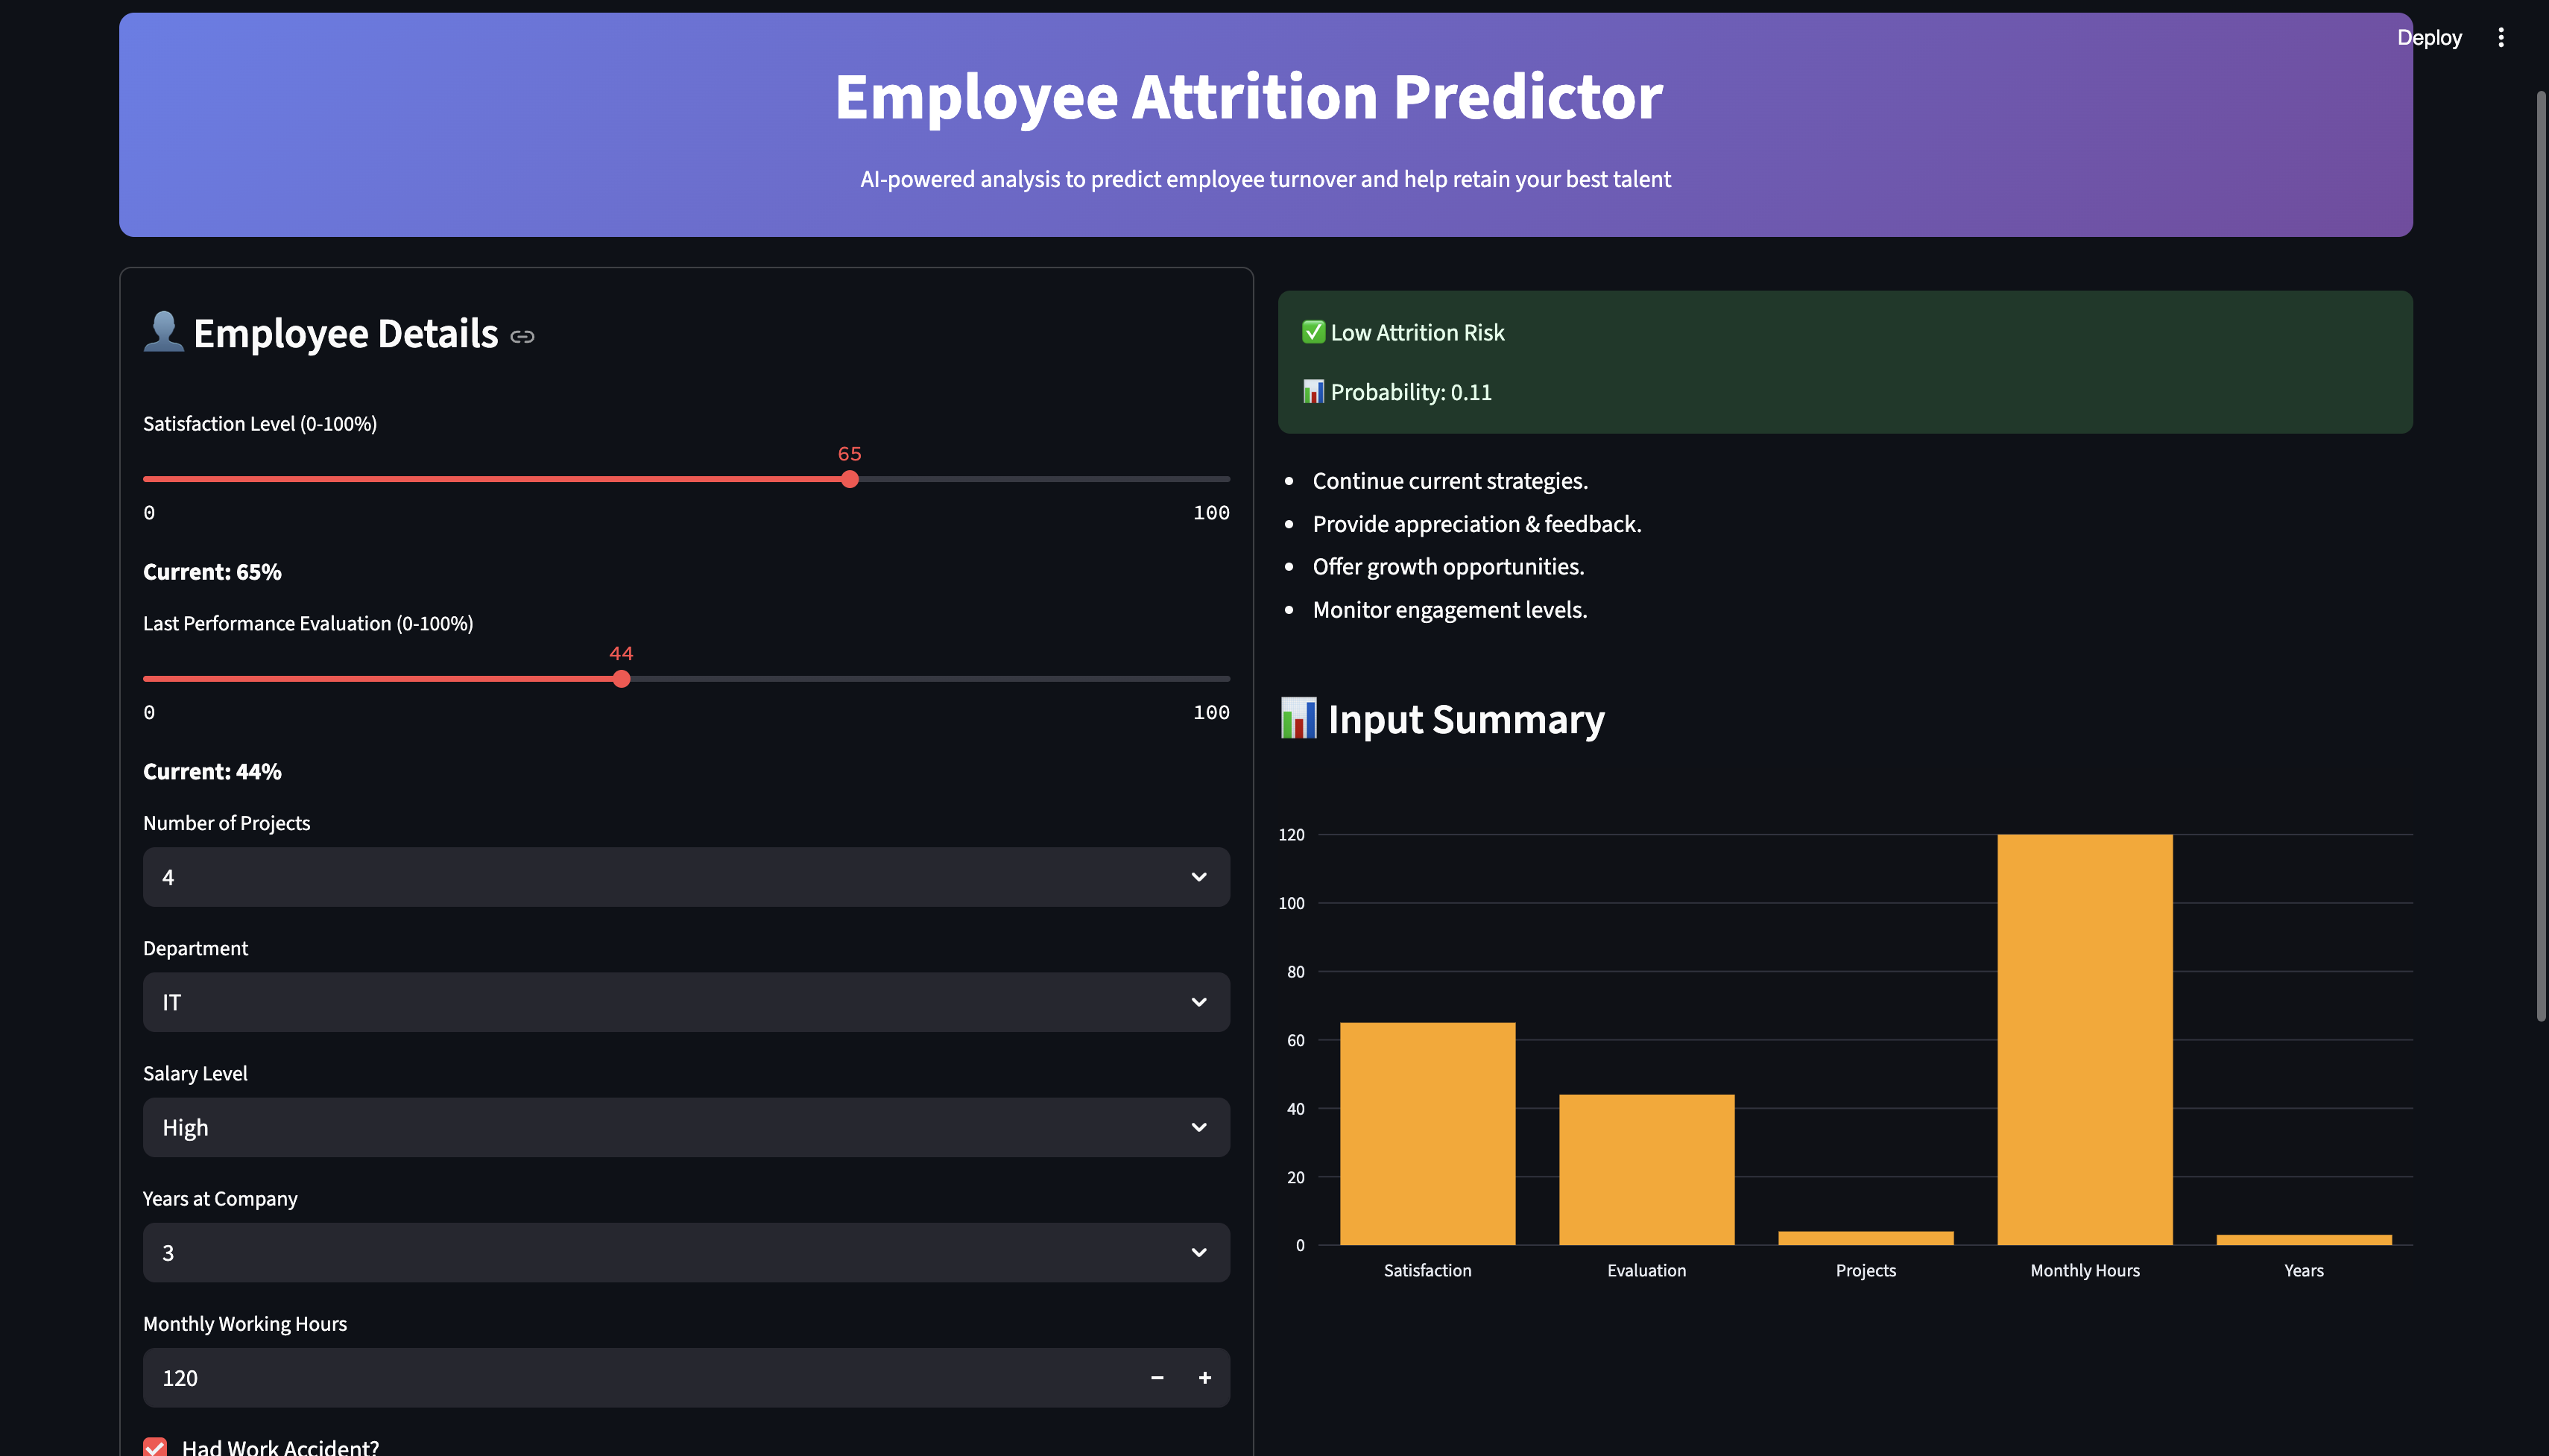 Deploy
Employee Attrition Predictor
AI-powered analysis to predict employee turnover and help retain your best talent
Employee Details
Satisfaction Level (0-100%)
65
0 100
Current: 65%
Last Performance Evaluation (0-100%)
44
0 100
Current: 44%
Number of Projects
4
Department
IT
Salary Level
High
Years at Company
3
Monthly Working Hours
120
Had Work Accident?
Low Attrition Risk
Probability: 0.11
Continue current strategies.
Provide appreciation & feedback.
Offer growth opportunities.
Monitor engagement levels.
Input Summary
120
100
80
60
40
20
0
Satisfaction Evaluation Projects Monthly Hours Years